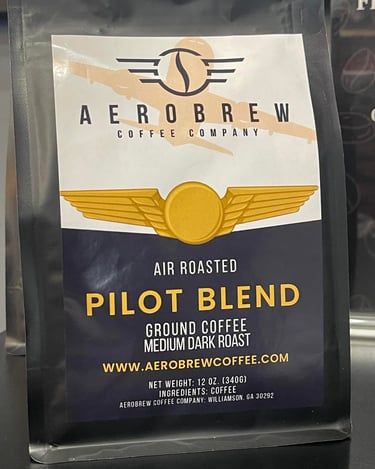 AEROBREW
COFFEE COMPANY
AIR ROASTED
PILOT BLEND
GROUND COFFEE
MEDIUM DARK ROAST
WWW.AEROBREWCOFFEE.COM
NET WEIGHT: 12 OZ. (340G)
INGREDIENTS: COFFEE
AEROBREW COFFEE COMPANY: WILLIAMSON, GA 30292